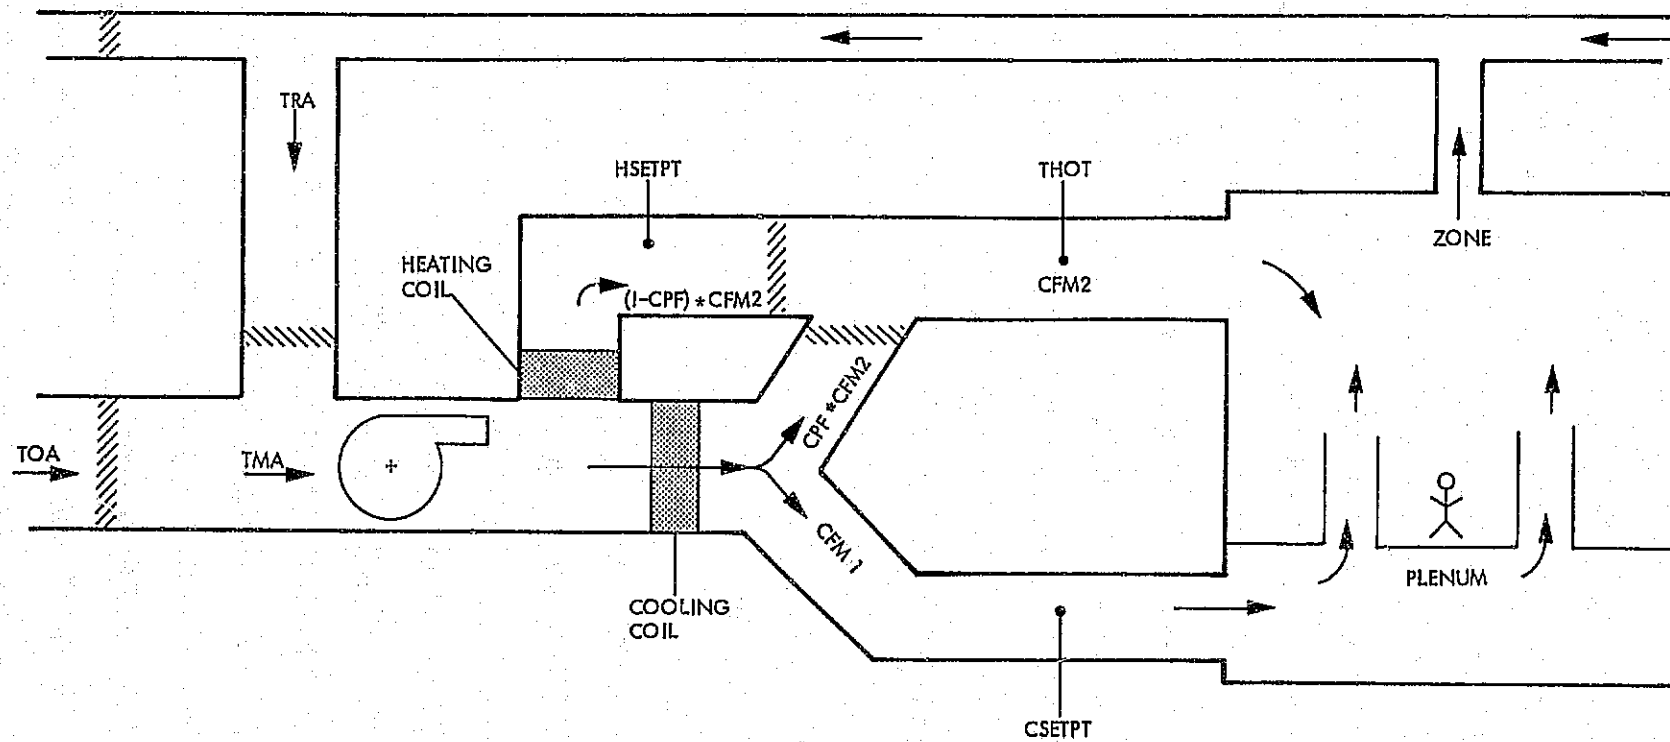 TRA
HSETPT
THOT
ZONE
HEATING
COIL
(1-CPF) * CFM2
CFM2
CPF * CFM2
TOA
TMA
CFM 1
PLENUM
COOLING
COIL
CSETPT